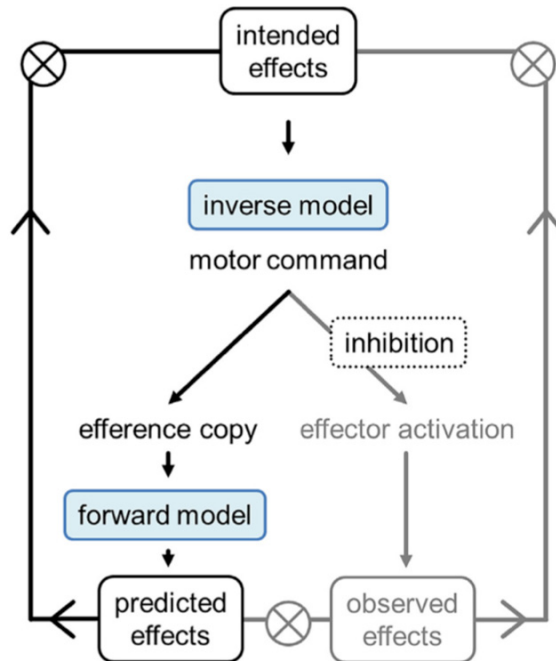 intended
effects
inverse model
motor command
inhibition
efference copy
effector activation
forward model
predicted
effects
observed
effects